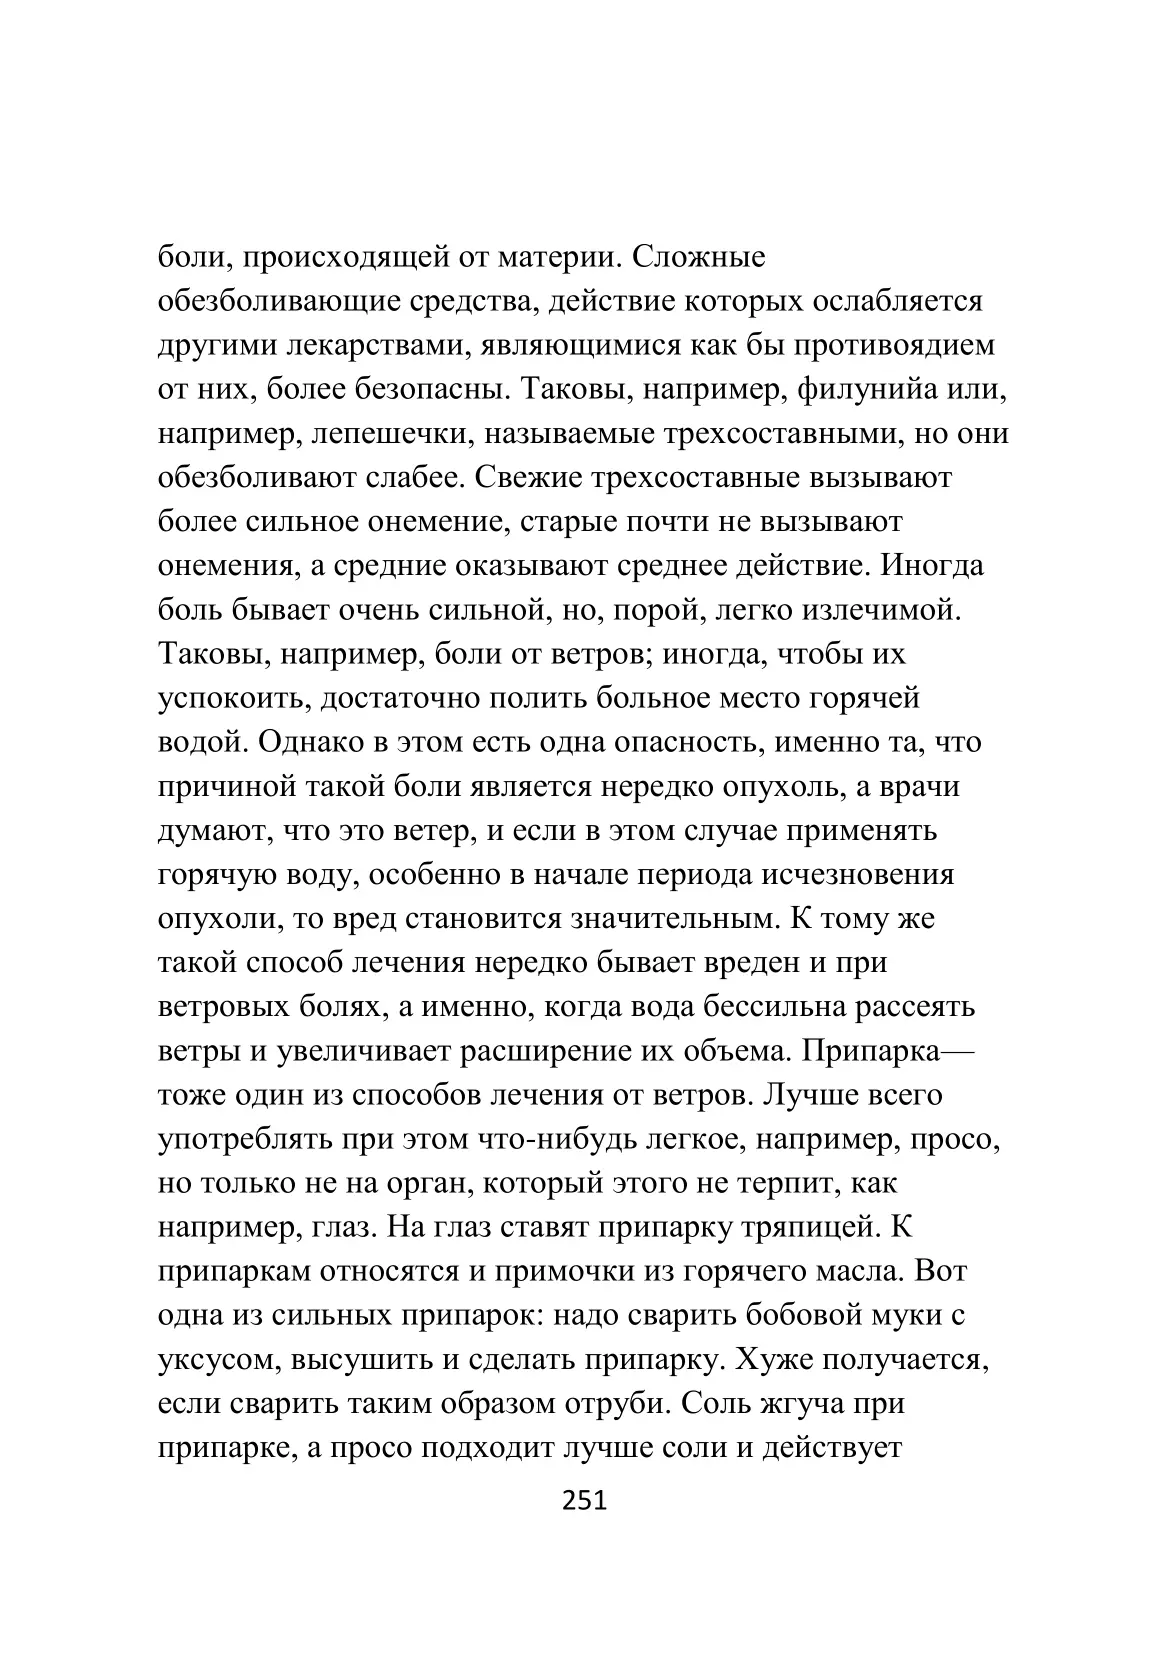 боли, происходящей от материи. Сложные
обезболивающие средства, действие которых ослабляется
другими лекарствами, являющимися как бы противоядием
от них, более безопасны. Таковы, например, филунийа или,
например, лепешечки, называемые трехсоставными, но они
обезболивают слабее. Свежие трехсоставные вызывают
более сильное онемение, старые почти не вызывают
онемения, а средние оказывают среднее действие. Иногда
боль бывает очень сильной, но, порой, легко излечимой.
Таковы, например, боли от ветров; иногда, чтобы их
успокоить, достаточно полить больное место горячей
водой. Однако в этом есть одна опасность, именно та, что
причиной такой боли является нередко опухоль, а врачи
думают, что это ветер, и если в этом случае применять
горячую воду, особенно в начале периода исчезновения
опухоли, то вред становится значительным. К тому же
такой способ лечения нередко бывает вреден и при
ветровых болях, а именно, когда вода бессильна рассеять
ветры и увеличивает расширение их объема. Припарка—
тоже один из способов лечения от ветров. Лучше всего
употреблять при этом что-нибудь легкое, например, просо,
но только не на орган, который этого не терпит, как
например, глаз. На глаз ставят припарку тряпицей. К
припаркам относятся и примочки из горячего масла. Вот
одна из сильных припарок: надо сварить бобовой муки с
уксусом, высушить и сделать припарку. Хуже получается,
если сварить таким образом отруби. Соль жгуча при
припарке, а просо подходит лучше соли и действует
251